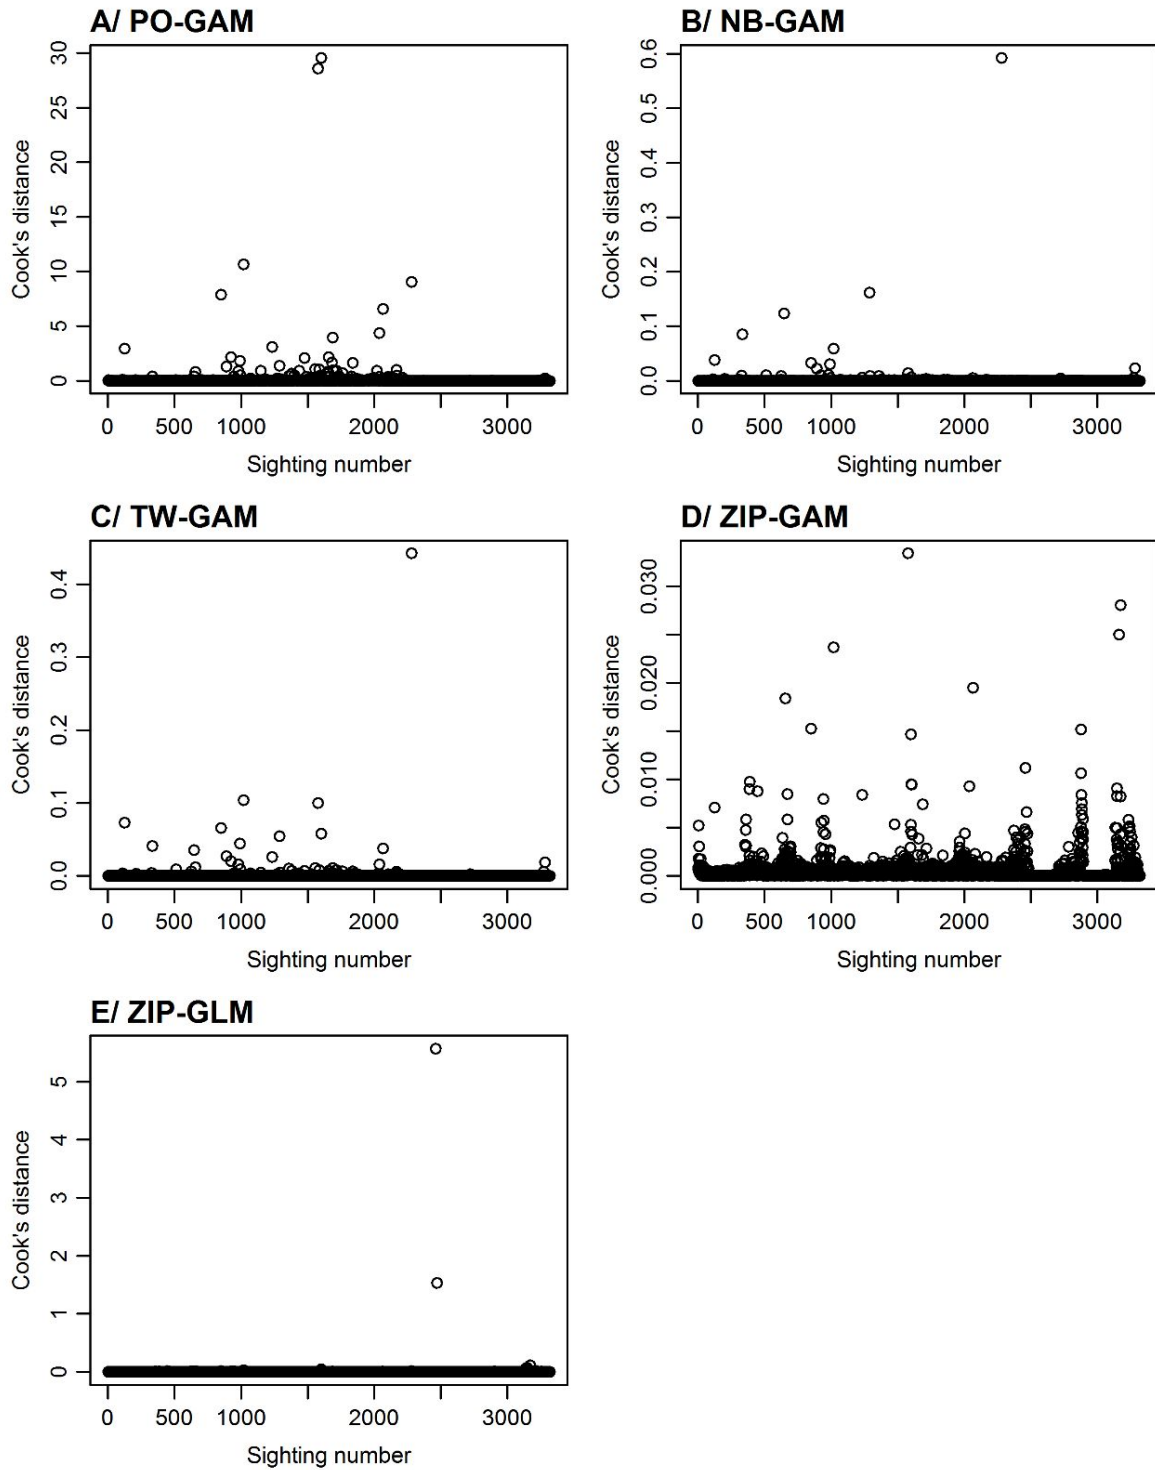 A/ PO-GAM
Cook's distance
30
25
20
15
10
5
0
0 500 1000 2000 3000
Sighting number
B/ NB-GAM
Cook's distance
0.6
0.5
0.4
0.3
0.2
0.1
0.0
0 500 1000 2000 3000
Sighting number
C/ TW-GAM
Cook's distance
0.4
0.3
0.2
0.1
0.0
0 500 1000 2000 3000
Sighting number
D/ ZIP-GAM
Cook's distance
0.030
0.020
0.010
0.000
0 500 1000 2000 3000
Sighting number
E/ ZIP-GLM
Cook's distance
5
4
3
2
1
0
0 500 1000 2000 3000
Sighting number